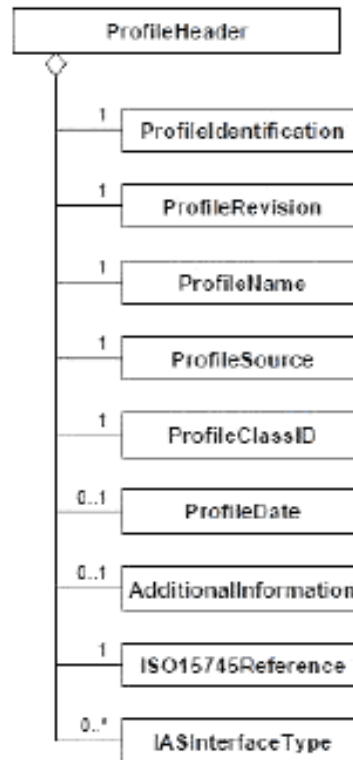 ProfileHeader
1
ProfileIdentification
1
ProfileRevision
1
ProfileName
1
ProfileSource
1
ProfileClassID
0..1
ProfileDate
0..1
AdditionalInformation
1
ISO15745Reference
0..*
IASInterfaceType